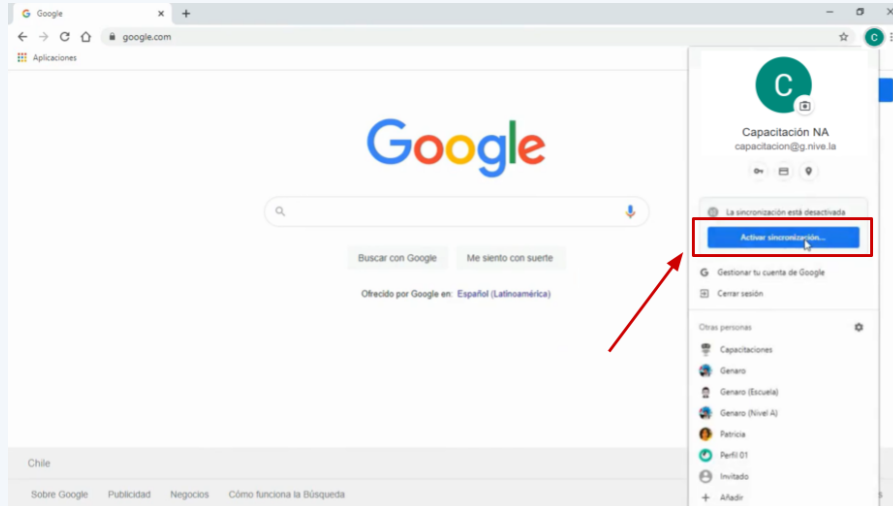 Google
google.com
C
Aplicaciones
C
Capacitación NA
capacitacion@g.nive.la
Google
La sincronización está desactivada
Activar sincronización...
Buscar con Google
Me siento con suerte
Ofrecido por Google en: Español (Latinoamérica)
G Gestionar tu cuenta de Google
Cerrar sesión
Otras personas
Capacitaciones
Genaro
Genaro (Escuela)
Genaro (Nivel A)
Patricia
Perfil 01
Invitado
Añadir
Chile
Sobre Google Publicidad Negocios Cómo funciona la Búsqueda